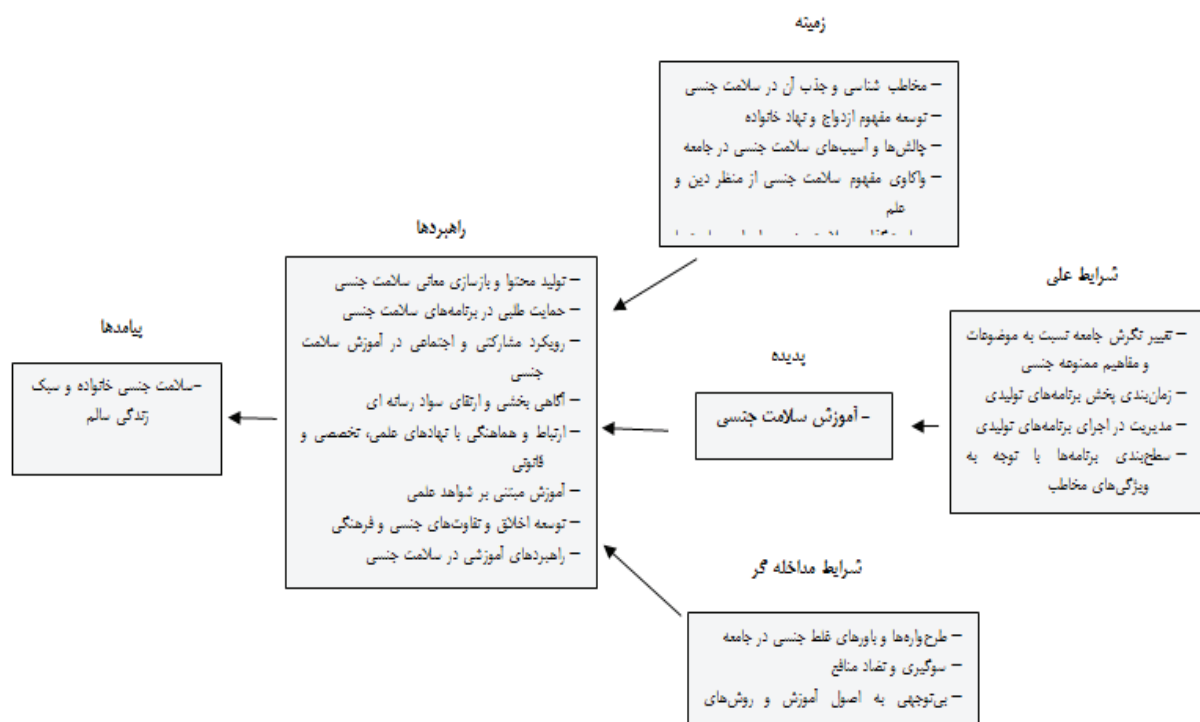 زمینه
– مخاطب شناسی و جذب آن در سلامت جنسی
– توسعه مفهوم ازدواج و نهاد خانواده
– چالش‌ها و آسیب‌های سلامت جنسی در جامعه
– واکاوی مفهوم سلامت جنسی از منظر دین و
علم
شرایط علی
– تغییر نگرش جامعه نسبت به موضوعات
و مفاهیم ممنوعه جنسی
– زمان‌بندی پخش برنامه‌های تولیدی
– مدیریت در اجرای برنامه‌های تولیدی
– سطح‌بندی برنامه‌ها با توجه به
ویژگی‌های مخاطب
پدیده
– آموزش سلامت جنسی
راهبردها
– تولید محتوا و بازسازی معانی سلامت جنسی
– حمایت طلبی در برنامه‌های سلامت جنسی
– رویکرد مشارکتی و اجتماعی در آموزش سلامت
جنسی
– آگاهی بخشی و ارتقای سواد رسانه ای
– ارتباط و هماهنگی با نهادهای علمی، تخصصی و
قانونی
– آموزش مبتنی بر شواهد علمی
– توسعه اخلاق و تفاوت‌های جنسی و فرهنگی
– راهبردهای آموزشی در سلامت جنسی
پیامدها
–سلامت جنسی خانواده و سبک
زندگی سالم
شرایط مداخله گر
– طرح‌واره‌ها و باورهای غلط جنسی در جامعه
– سوگیری و تضاد منافع
– بی‌توجهی به اصول آموزش و روش‌های